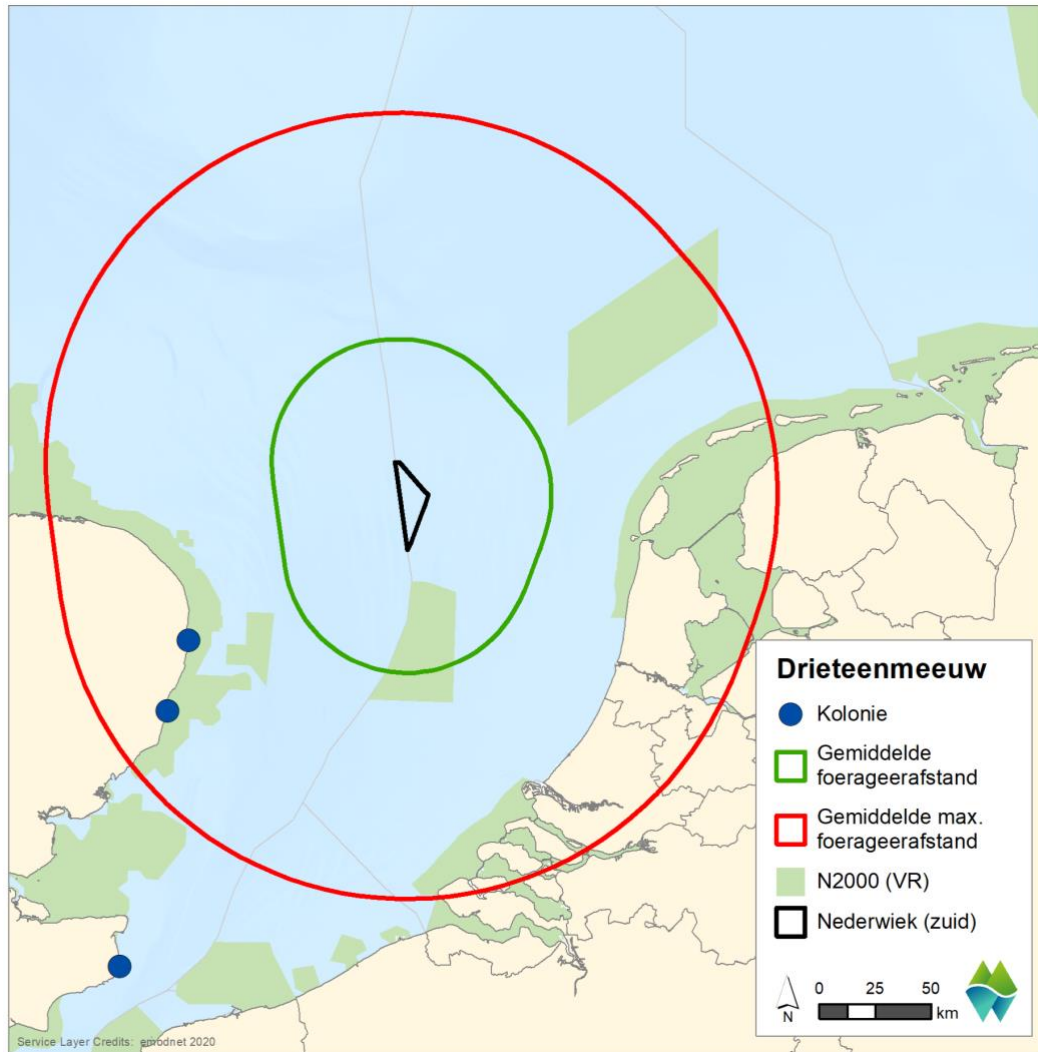 Drieteenmeeuw
Kolonie
Gemiddelde
foerageerafstand
Gemiddelde max.
foerageerafstand
N2000 (VR)
Nederwiek (zuid)
N
0 25 50
km
Service Layer Credits: emodnet 2020